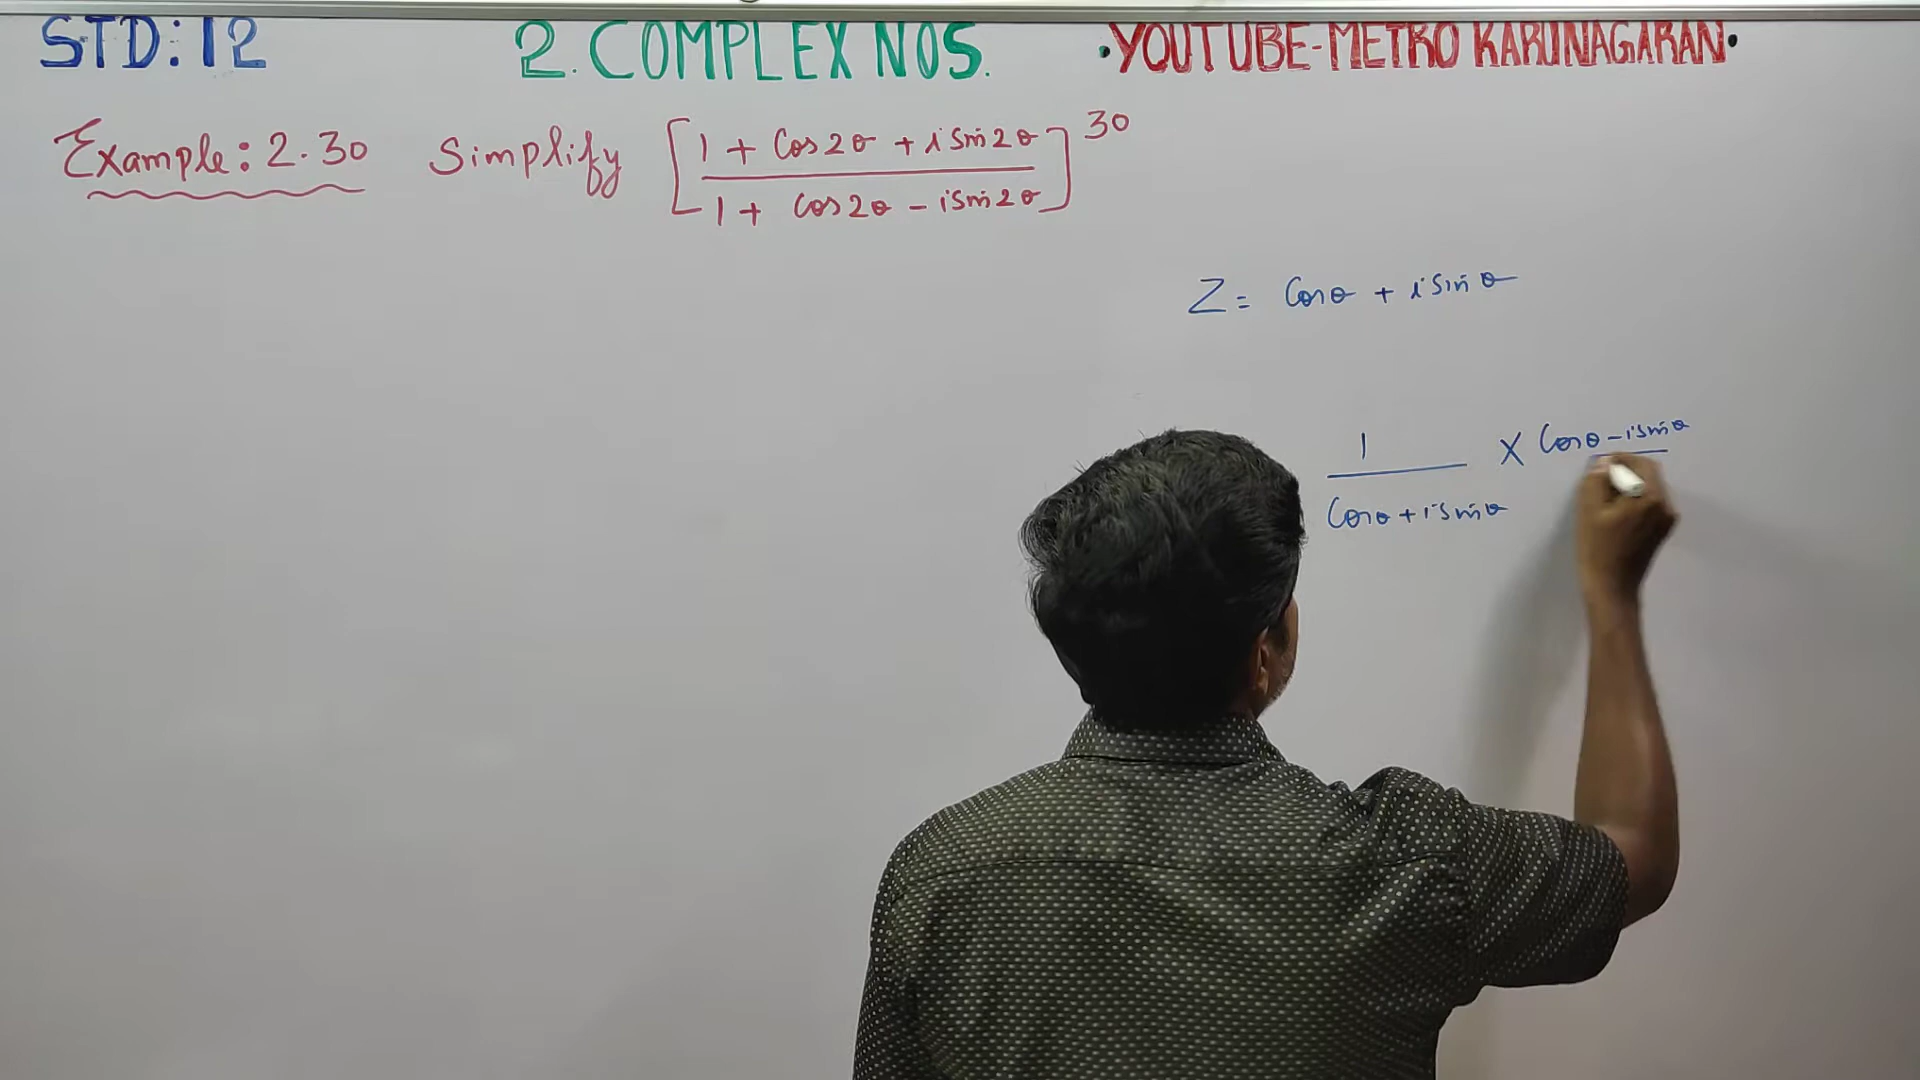 STD: 12 2. COMPLEX NOS. • YOUTUBE-METRO KARUNAGARAN •
Example: 2.30 Simplify [ 1 + Cos2θ + i Sin2θ ] 30
1 + Cos2θ - i Sin2θ
Z = Cosθ + i Sinθ
1 X Cosθ - i Sinθ
Cosθ + i Sinθ